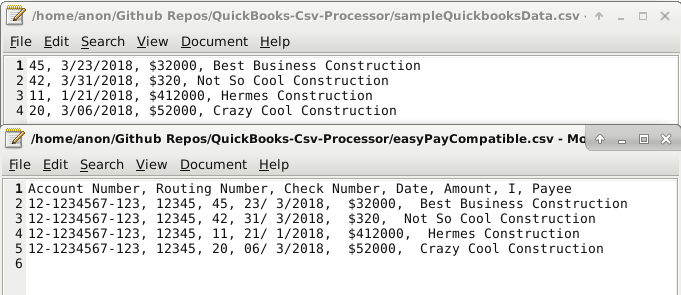 /home/anon/Github Repos/QuickBooks-Csv-Processor/sampleQuickbooksData.csv ·
File Edit Search View Document Help
1 45, 3/23/2018, $32000, Best Business Construction
2 42, 3/31/2018, $320, Not So Cool Construction
3 11, 1/21/2018, $412000, Hermes Construction
4 20, 3/06/2018, $52000, Crazy Cool Construction
/home/anon/Github Repos/QuickBooks-Csv-Processor/easyPayCompatible.csv - Mo
File Edit Search View Document Help
1 Account Number, Routing Number, Check Number, Date, Amount, I, Payee
2 12-1234567-123, 12345, 45, 23/ 3/2018,  $32000,  Best Business Construction
3 12-1234567-123, 12345, 42, 31/ 3/2018,  $320,  Not So Cool Construction
4 12-1234567-123, 12345, 11, 21/ 1/2018,  $412000,  Hermes Construction
5 12-1234567-123, 12345, 20, 06/ 3/2018,  $52000,  Crazy Cool Construction
6